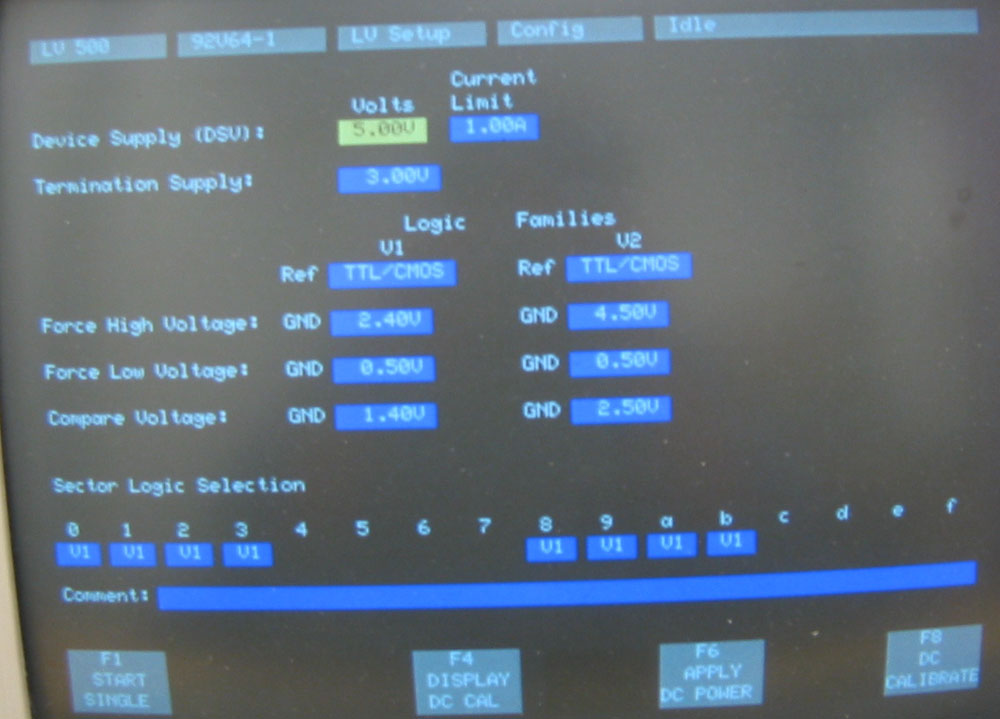 LV 500 92V64-1 LV Setup Config Idle
Current
Volts Limit
Device Supply (DSV): 5.00V 1.00A
Termination Supply: 3.00V
Logic Families
V1 V2
Ref TTL/CMOS Ref TTL/CMOS
Force High Voltage: GND 2.40V GND 4.50V
Force Low Voltage: GND 0.50V GND 0.50V
Compare Voltage: GND 1.40V GND 2.50V
Sector Logic Selection
0 1 2 3 4 5 6 7 8 9 a b c d e f
V1 V1 V1 V1 V1 V1 V1 V1
Comment:
F1 F4 F6 F8
START DISPLAY APPLY DC
SINGLE DC CAL DC POWER CALIBRATE